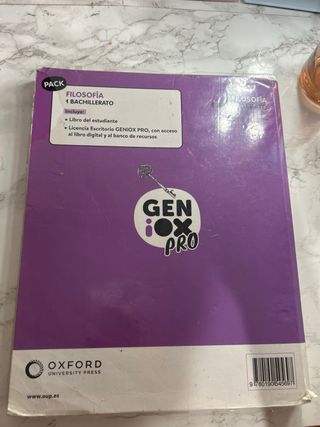 PACK
FILOSOFÍA
1 BACHILLERATO
Incluye:
• Libro del estudiante
• Licencia Escritorio GENIOX PRO, con acceso
al libro digital y al banco de recursos
FILOSOFÍA
GEN
iOX
PRO
OXFORD
UNIVERSITY PRESS
www.oup.es